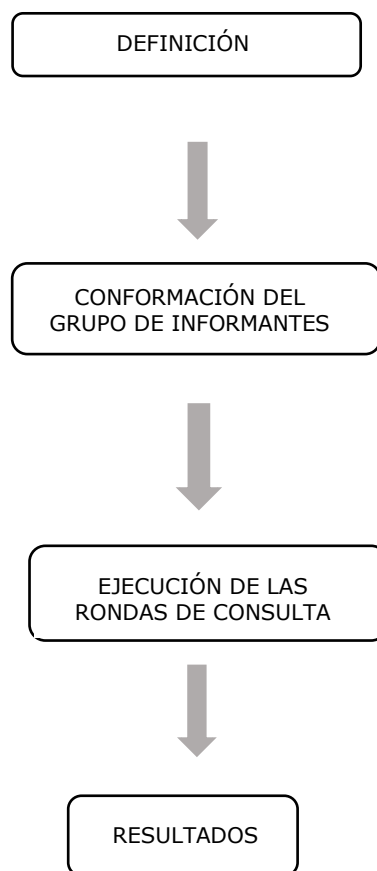 DEFINICIÓN
CONFORMACIÓN DEL
GRUPO DE INFORMANTES
EJECUCIÓN DE LAS
RONDAS DE CONSULTA
RESULTADOS